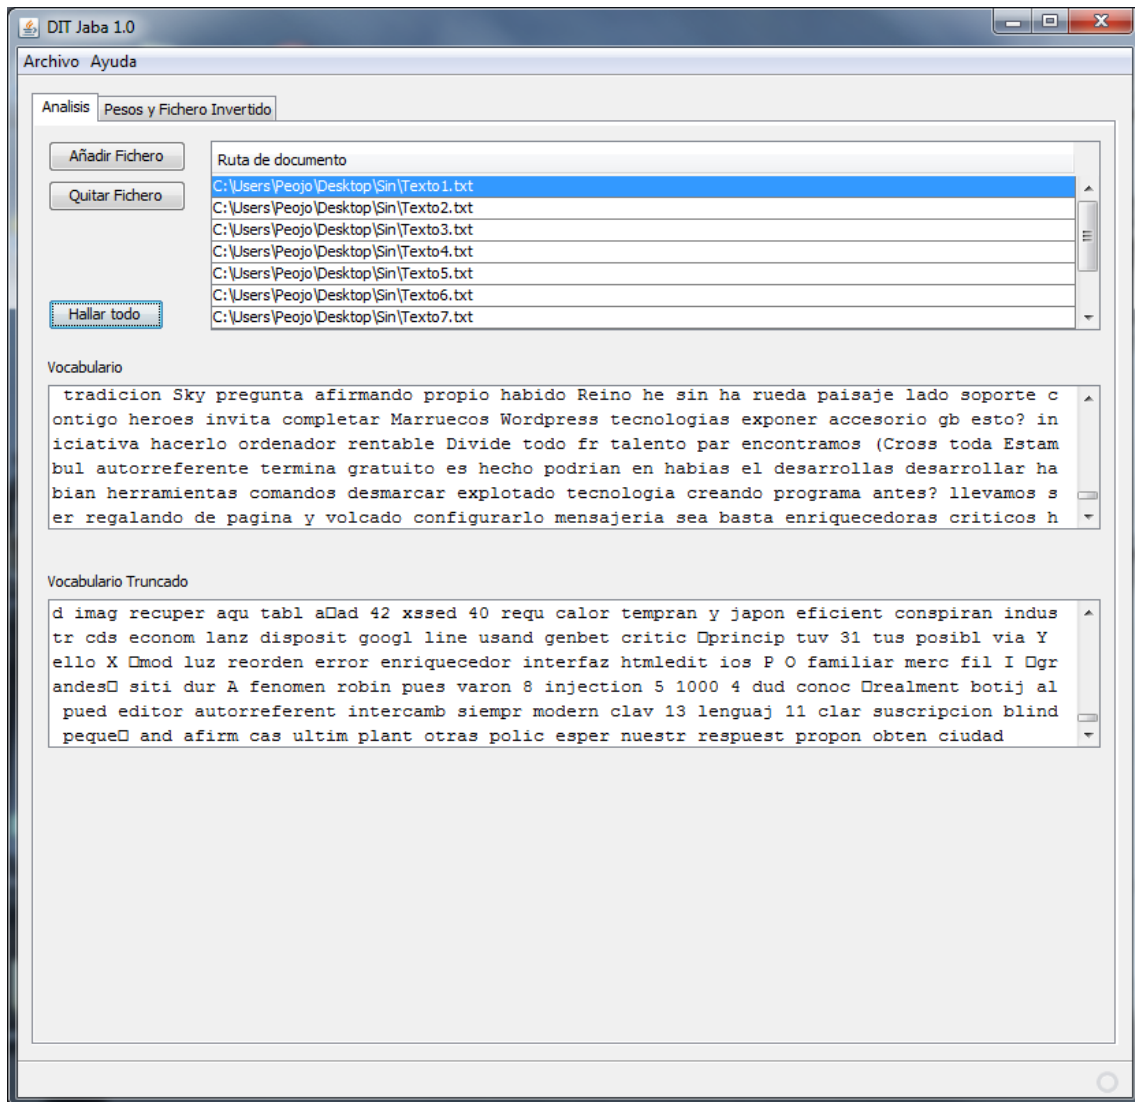 DIT Jaba 1.0
Archivo Ayuda
Analisis Pesos y Fichero Invertido
Añadir Fichero
Quitar Fichero
Hallar todo
Ruta de documento
C:\Users\Peojo\Desktop\Sin\Texto1.txt
C:\Users\Peojo\Desktop\Sin\Texto2.txt
C:\Users\Peojo\Desktop\Sin\Texto3.txt
C:\Users\Peojo\Desktop\Sin\Texto4.txt
C:\Users\Peojo\Desktop\Sin\Texto5.txt
C:\Users\Peojo\Desktop\Sin\Texto6.txt
C:\Users\Peojo\Desktop\Sin\Texto7.txt
Vocabulario
tradicion Sky pregunta afirmando propio habido Reino he sin ha rueda paisaje lado soporte c
ontigo heroes invita completar Marruecos Wordpress tecnologias exponer accesorio gb esto? in
iciativa hacerlo ordenador rentable Divide todo fr talento par encontramos (Cross toda Estam
bul autorreferente termina gratuito es hecho podrian en habias el desarrollas desarrollar ha
bian herramientas comandos desmarcar explotado tecnologia creando programa antes? llevamos s
er regalando de pagina y volcado configurarlo mensajeria sea basta enriquecedoras criticos h
Vocabulario Truncado
d imag recuper aqu tabl a□ad 42 xssed 40 requ calor tempran y japon eficient conspiran indus
tr cds econom lanz disposit googl line usand genbet critic □princip tuv 31 tus posibl via Y
ello X □mod luz reorden error enriquecedor interfaz htmledit ios P O familiar merc fil I □gr
andes□ siti dur A fenomen robin pues varon 8 injection 5 1000 4 dud conoc □realment botij al
pued editor autorreferent intercamb siempr modern clav 13 lenguaj 11 clar suscripcion blind
peque□ and afirm cas ultim plant otras polic esper nuestr respuest propon obten ciudad